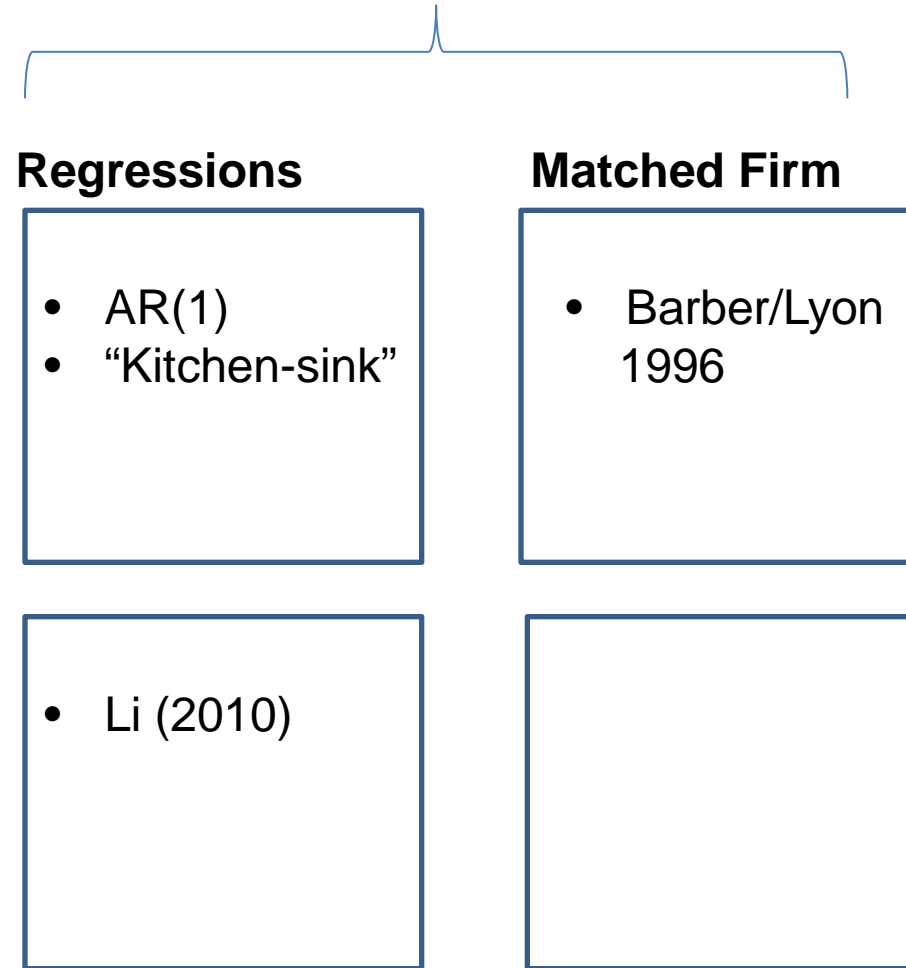 Regressions
Matched Firm
• AR(1)
• “Kitchen-sink”
• Barber/Lyon
1996
• Li (2010)